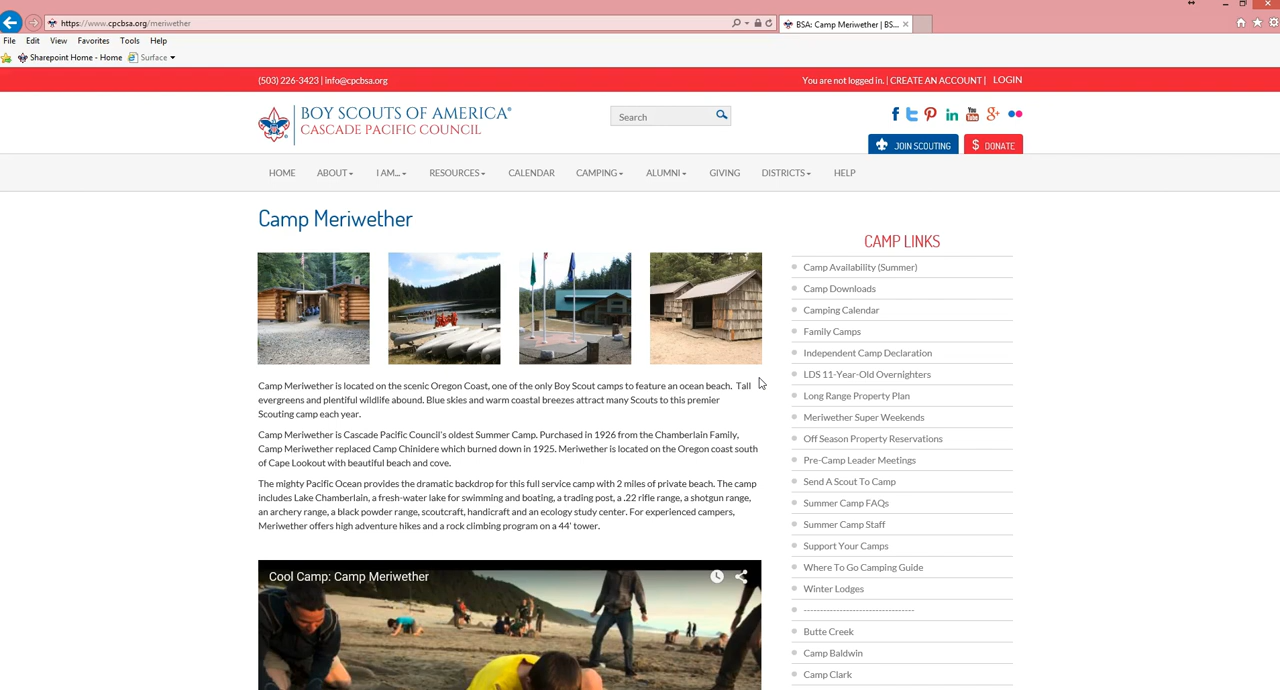 https://www.cpcbsa.org/meriwether
BSA: Camp Meriwether | BS...
File Edit View Favorites Tools Help
Sharepoint Home - Home Surface
(503) 226-3423 | info@cpcbsa.org
You are not logged in. | CREATE AN ACCOUNT | LOGIN
BOY SCOUTS OF AMERICA®
CASCADE PACIFIC COUNCIL
Search
JOIN SCOUTING
$ DONATE
HOME ABOUT I AM... RESOURCES CALENDAR CAMPING ALUMNI GIVING DISTRICTS HELP
Camp Meriwether
Camp Meriwether is located on the scenic Oregon Coast, one of the only Boy Scout camps to feature an ocean beach. Tall
evergreens and plentiful wildlife abound. Blue skies and warm coastal breezes attract many Scouts to this premier
Scouting camp each year.
Camp Meriwether is Cascade Pacific Council's oldest Summer Camp. Purchased in 1926 from the Chamberlain Family,
Camp Meriwether replaced Camp Chinidere which burned down in 1925. Meriwether is located on the Oregon coast south
of Cape Lookout with beautiful beach and cove.
The mighty Pacific Ocean provides the dramatic backdrop for this full service camp with 2 miles of private beach. The camp
includes Lake Chamberlain, a fresh-water lake for swimming and boating, a trading post, a .22 rifle range, a shotgun range,
an archery range, a black powder range, scoutcraft, handicraft and an ecology study center. For experienced campers,
Meriwether offers high adventure hikes and a rock climbing program on a 44' tower.
Cool Camp: Camp Meriwether
CAMP LINKS
Camp Availability (Summer)
Camp Downloads
Camping Calendar
Family Camps
Independent Camp Declaration
LDS 11-Year-Old Overnighters
Long Range Property Plan
Meriwether Super Weekends
Off Season Property Reservations
Pre-Camp Leader Meetings
Send A Scout To Camp
Summer Camp FAQs
Summer Camp Staff
Support Your Camps
Where To Go Camping Guide
Winter Lodges
----------------------------------
Butte Creek
Camp Baldwin
Camp Clark